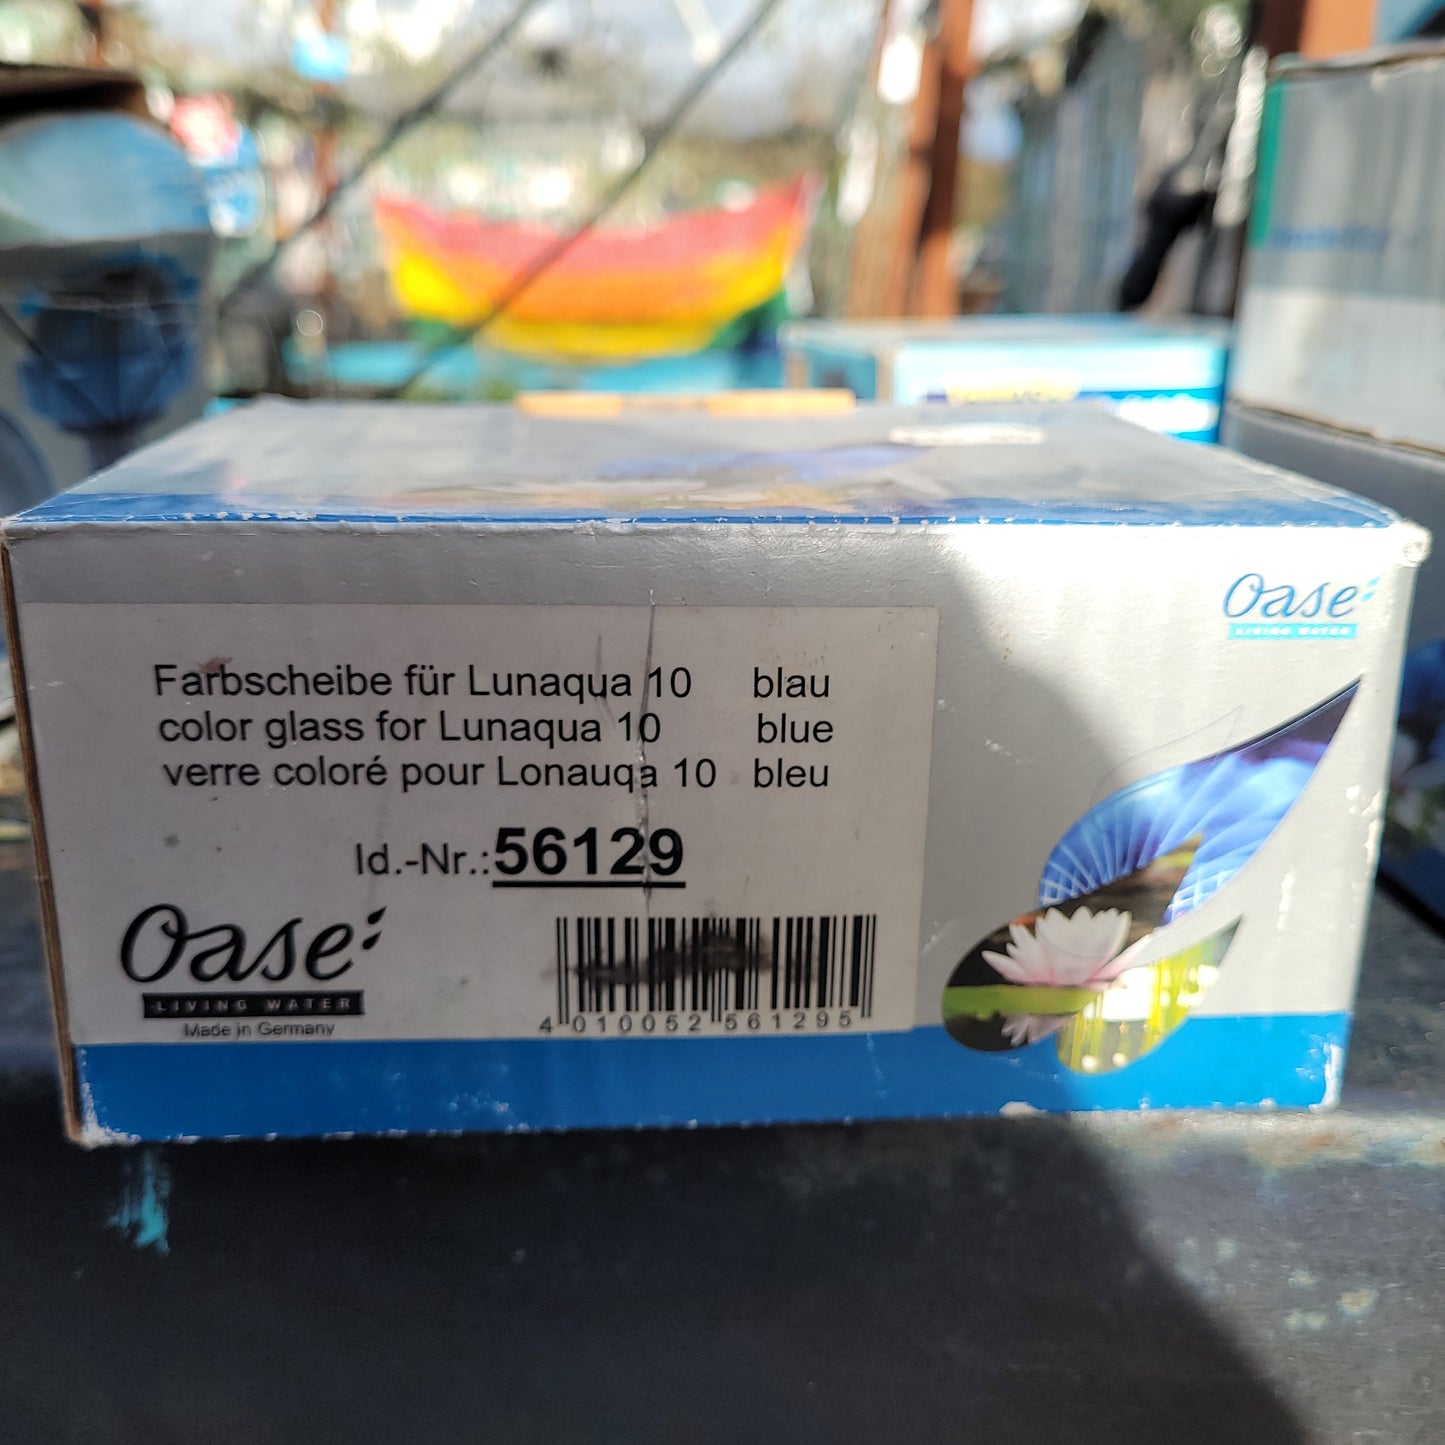 Oase
LIVING WATER
Farbscheibe für Lunaqua 10 blau
color glass for Lunaqua 10 blue
verre coloré pour Lonauqa 10 bleu
Id.-Nr.:56129
Oase
LIVING WATER
Made in Germany
4 010052 561295